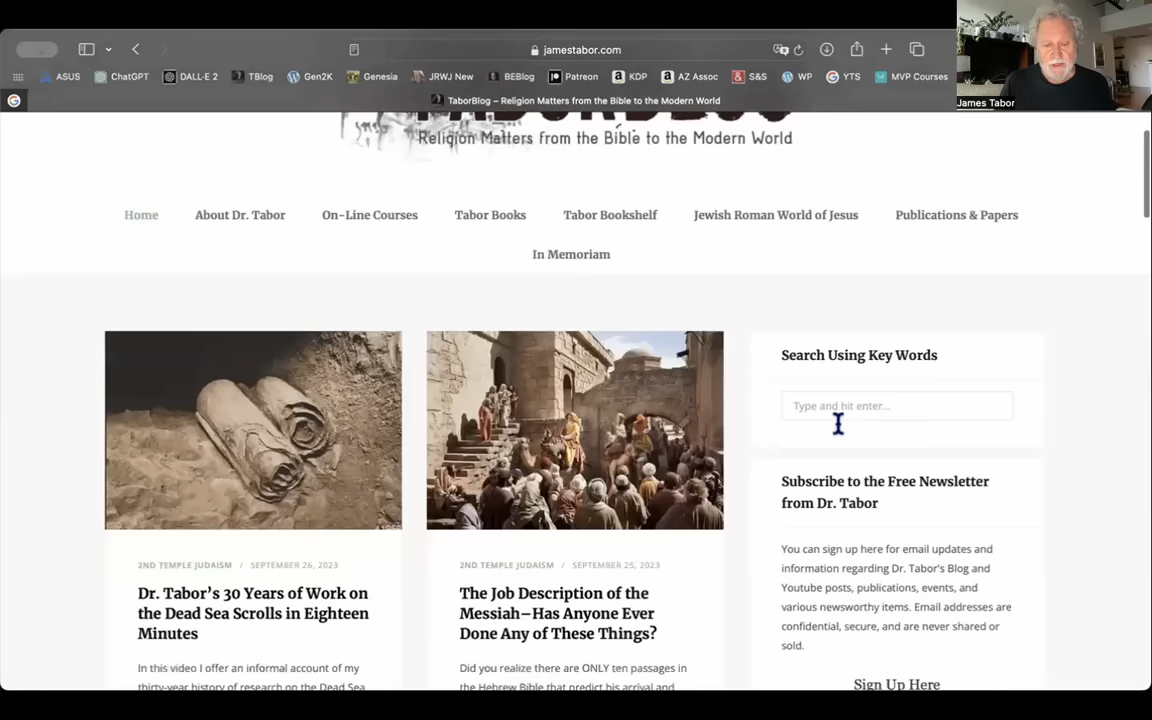 jamestabor.com
ASUS ChatGPT DALL·E 2 TBlog Gen2K Genesia JRWJ New BEBlog Patreon KDP AZ Assoc S&S WP YTS MVP Courses
TaborBlog – Religion Matters from the Bible to the Modern World
James Tabor
Religion Matters from the Bible to the Modern World
Home About Dr. Tabor On-Line Courses Tabor Books Tabor Bookshelf Jewish Roman World of Jesus Publications & Papers
In Memoriam
2ND TEMPLE JUDAISM / SEPTEMBER 26, 2023
Dr. Tabor’s 30 Years of Work on
the Dead Sea Scrolls in Eighteen
Minutes
In this video I offer an informal account of my
thirty-year history of research on the Dead Sea
2ND TEMPLE JUDAISM / SEPTEMBER 25, 2023
The Job Description of the
Messiah–Has Anyone Ever
Done Any of These Things?
Did you realize there are ONLY ten passages in
the Hebrew Bible that predict his arrival and
Search Using Key Words
Type and hit enter...
Subscribe to the Free Newsletter
from Dr. Tabor
You can sign up here for email updates and
information regarding Dr. Tabor's Blog and
Youtube posts, publications, events, and
various newsworthy items. Email addresses are
confidential, secure, and are never shared or
sold.
Sign Up Here